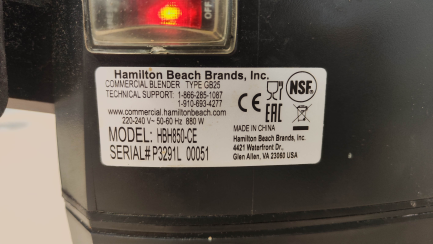 OFF
Hamilton Beach Brands, Inc.
COMMERCIAL BLENDER TYPE GB25
TECHNICAL SUPPORT: 1-866-285-1087
1-910-693-4277
www.commercial.hamiltonbeach.com
220-240 V~ 50-60 Hz 880 W
MODEL: HBH850-CE
SERIAL# P3291L 00051
NSF
CE EAC
MADE IN CHINA
Hamilton Beach Brands, Inc.
4421 Waterfront Dr.,
Glen Allen, VA 23060 USA